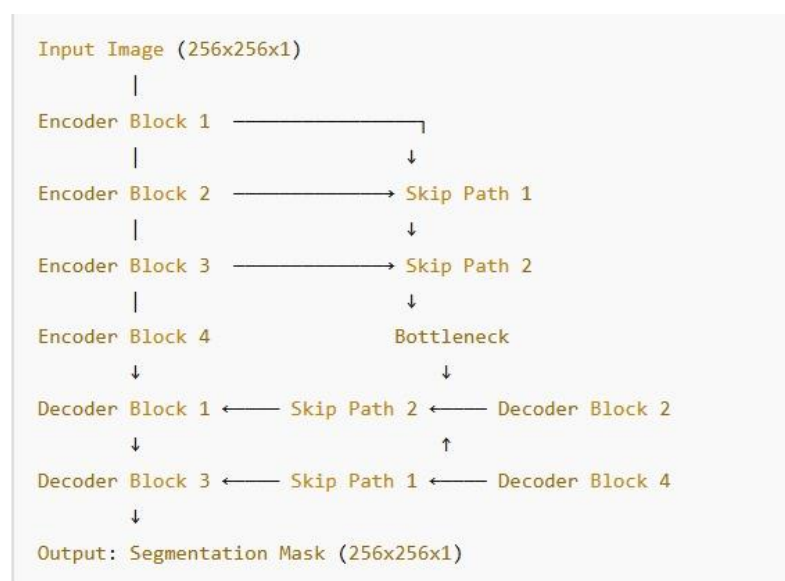 Input Image (256x256x1)
|
Encoder Block 1 ────────────────┐
| ↓
Encoder Block 2 ──────────────→ Skip Path 1
| ↓
Encoder Block 3 ──────────────→ Skip Path 2
| ↓
Encoder Block 4 Bottleneck
↓ ↓
Decoder Block 1 ←─── Skip Path 2 ←─── Decoder Block 2
↓ ↑
Decoder Block 3 ←─── Skip Path 1 ←─── Decoder Block 4
↓
Output: Segmentation Mask (256x256x1)